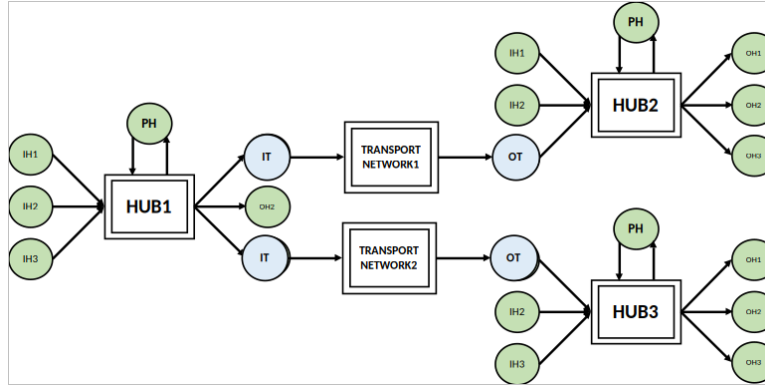 PH
IH1
OH1
IH2
HUB2
OH2
PH
IH1
IT
TRANSPORT
NETWORK1
OT
OH3
IH2
HUB1
OH2
PH
IH3
IT
TRANSPORT
NETWORK2
OT
OH1
IH2
HUB3
OH2
IH3
OH3